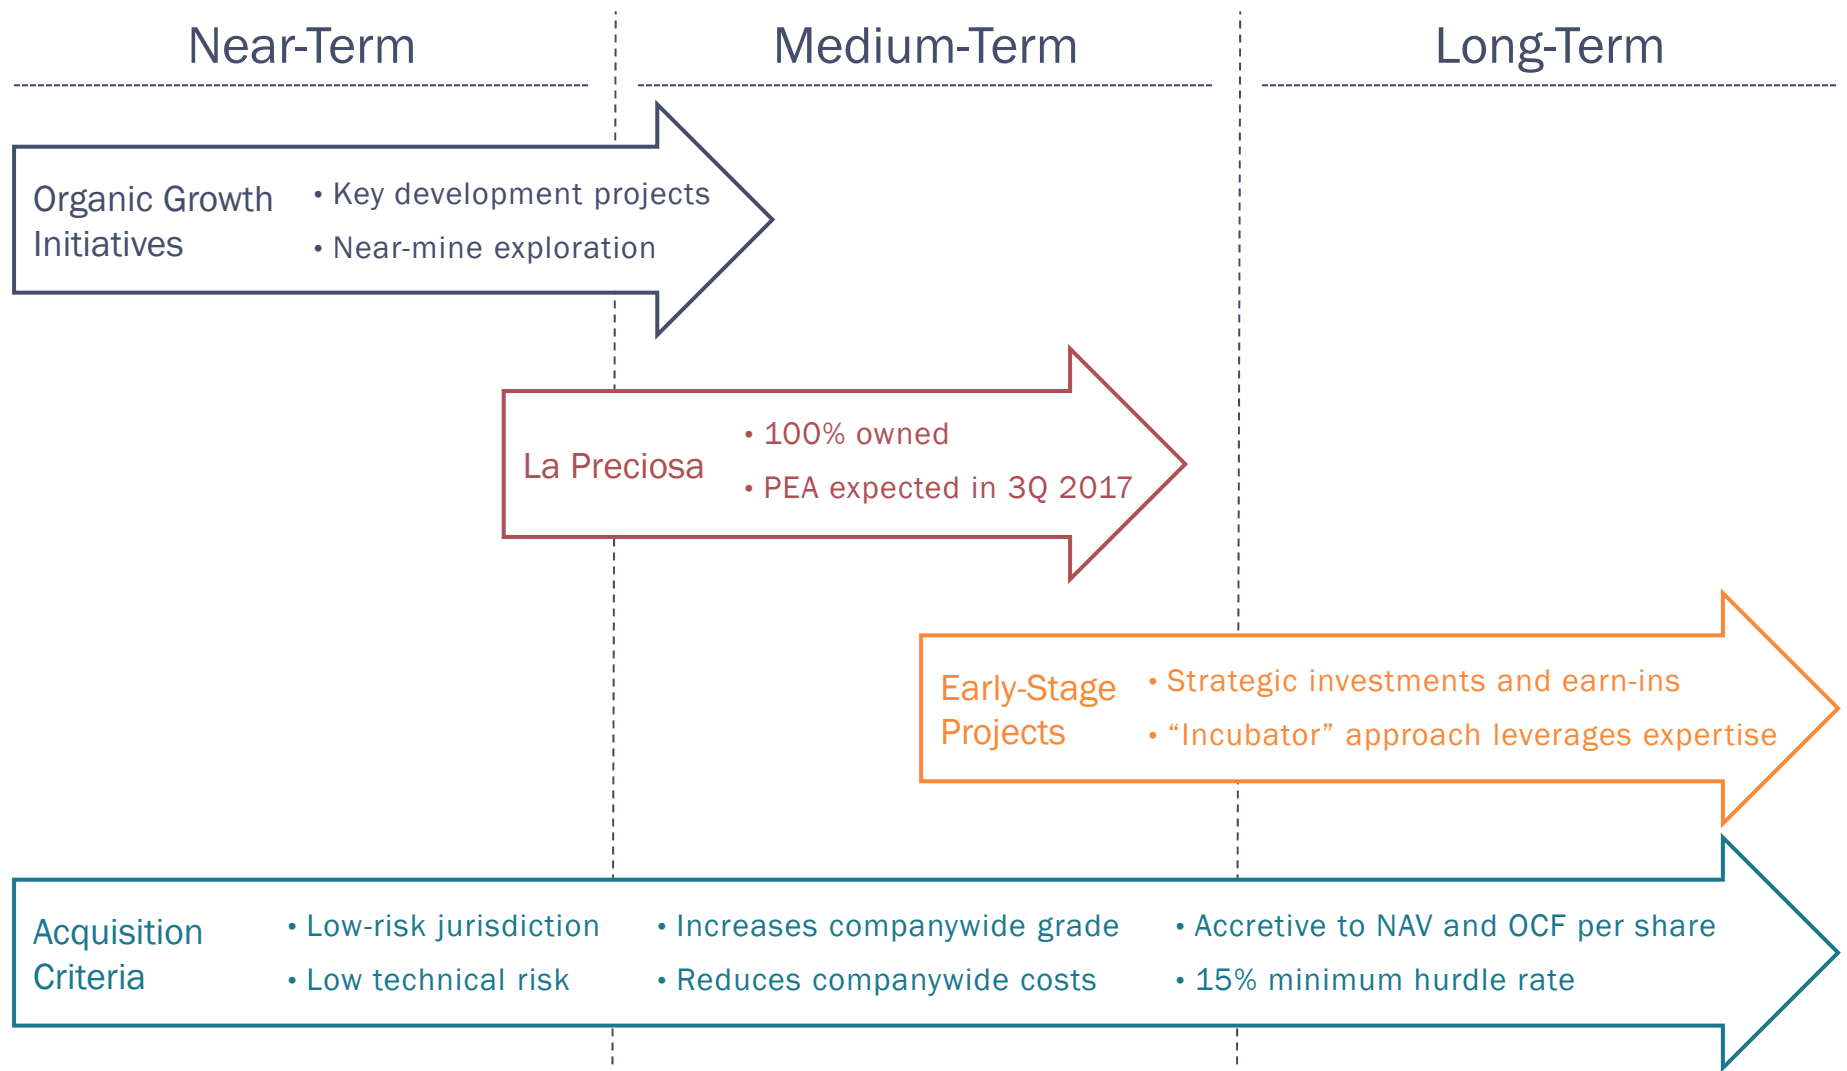 Near-Term
Medium-Term
Long-Term
Organic Growth
Initiatives
• Key development projects
• Near-mine exploration
La Preciosa
• 100% owned
• PEA expected in 3Q 2017
Early-Stage
Projects
• Strategic investments and earn-ins
• “Incubator” approach leverages expertise
Acquisition
Criteria
• Low-risk jurisdiction
• Low technical risk
• Increases companywide grade
• Reduces companywide costs
• Accretive to NAV and OCF per share
• 15% minimum hurdle rate